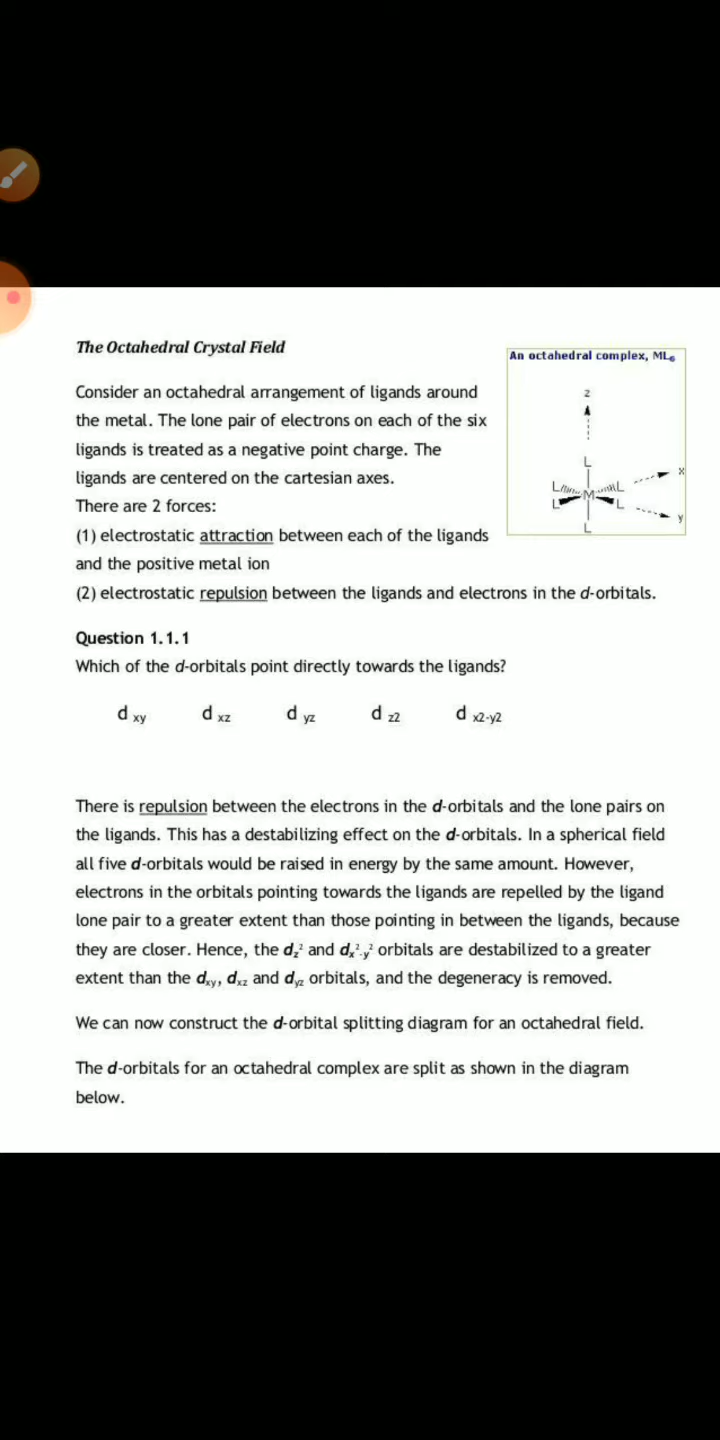 The Octahedral Crystal Field
An octahedral complex, ML₆
Consider an octahedral arrangement of ligands around
the metal. The lone pair of electrons on each of the six
ligands is treated as a negative point charge. The
ligands are centered on the cartesian axes.
There are 2 forces:
(1) electrostatic attraction between each of the ligands
and the positive metal ion
(2) electrostatic repulsion between the ligands and electrons in the d-orbitals.
z
L
x
L M L
L L
y
L
Question 1.1.1
Which of the d-orbitals point directly towards the ligands?
d xy d xz d yz d z2 d x2-y2
There is repulsion between the electrons in the d-orbitals and the lone pairs on
the ligands. This has a destabilizing effect on the d-orbitals. In a spherical field
all five d-orbitals would be raised in energy by the same amount. However,
electrons in the orbitals pointing towards the ligands are repelled by the ligand
lone pair to a greater extent than those pointing in between the ligands, because
they are closer. Hence, the dz² and dx²-y² orbitals are destabilized to a greater
extent than the dxy, dxz and dyz orbitals, and the degeneracy is removed.
We can now construct the d-orbital splitting diagram for an octahedral field.
The d-orbitals for an octahedral complex are split as shown in the diagram
below.